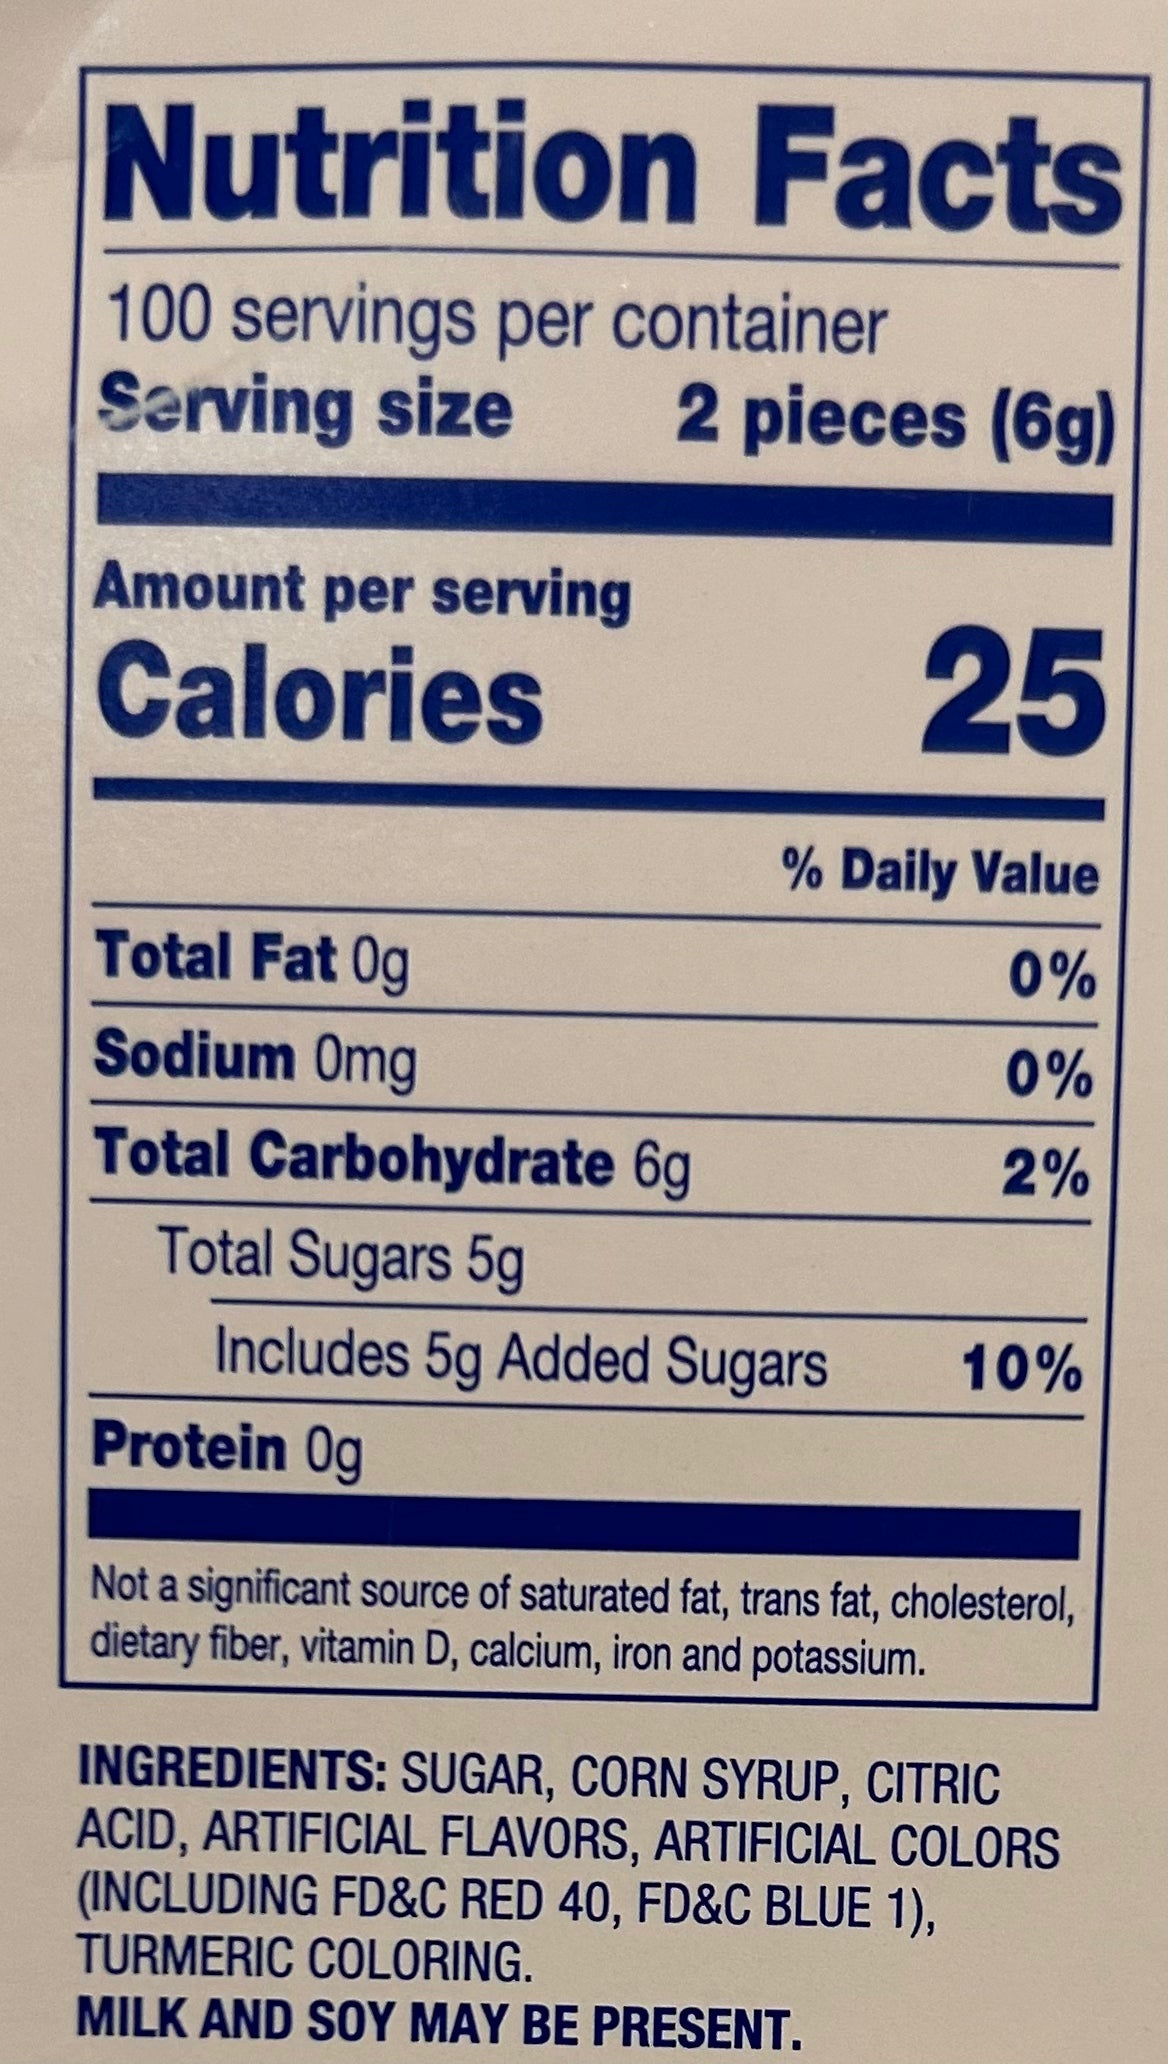 Nutrition Facts
100 servings per container
Serving size 2 pieces (6g)
Amount per serving
Calories 25
% Daily Value
Total Fat 0g 0%
Sodium 0mg 0%
Total Carbohydrate 6g 2%
Total Sugars 5g
Includes 5g Added Sugars 10%
Protein 0g
Not a significant source of saturated fat, trans fat, cholesterol,
dietary fiber, vitamin D, calcium, iron and potassium.
INGREDIENTS: SUGAR, CORN SYRUP, CITRIC
ACID, ARTIFICIAL FLAVORS, ARTIFICIAL COLORS
(INCLUDING FD&C RED 40, FD&C BLUE 1),
TURMERIC COLORING.
MILK AND SOY MAY BE PRESENT.